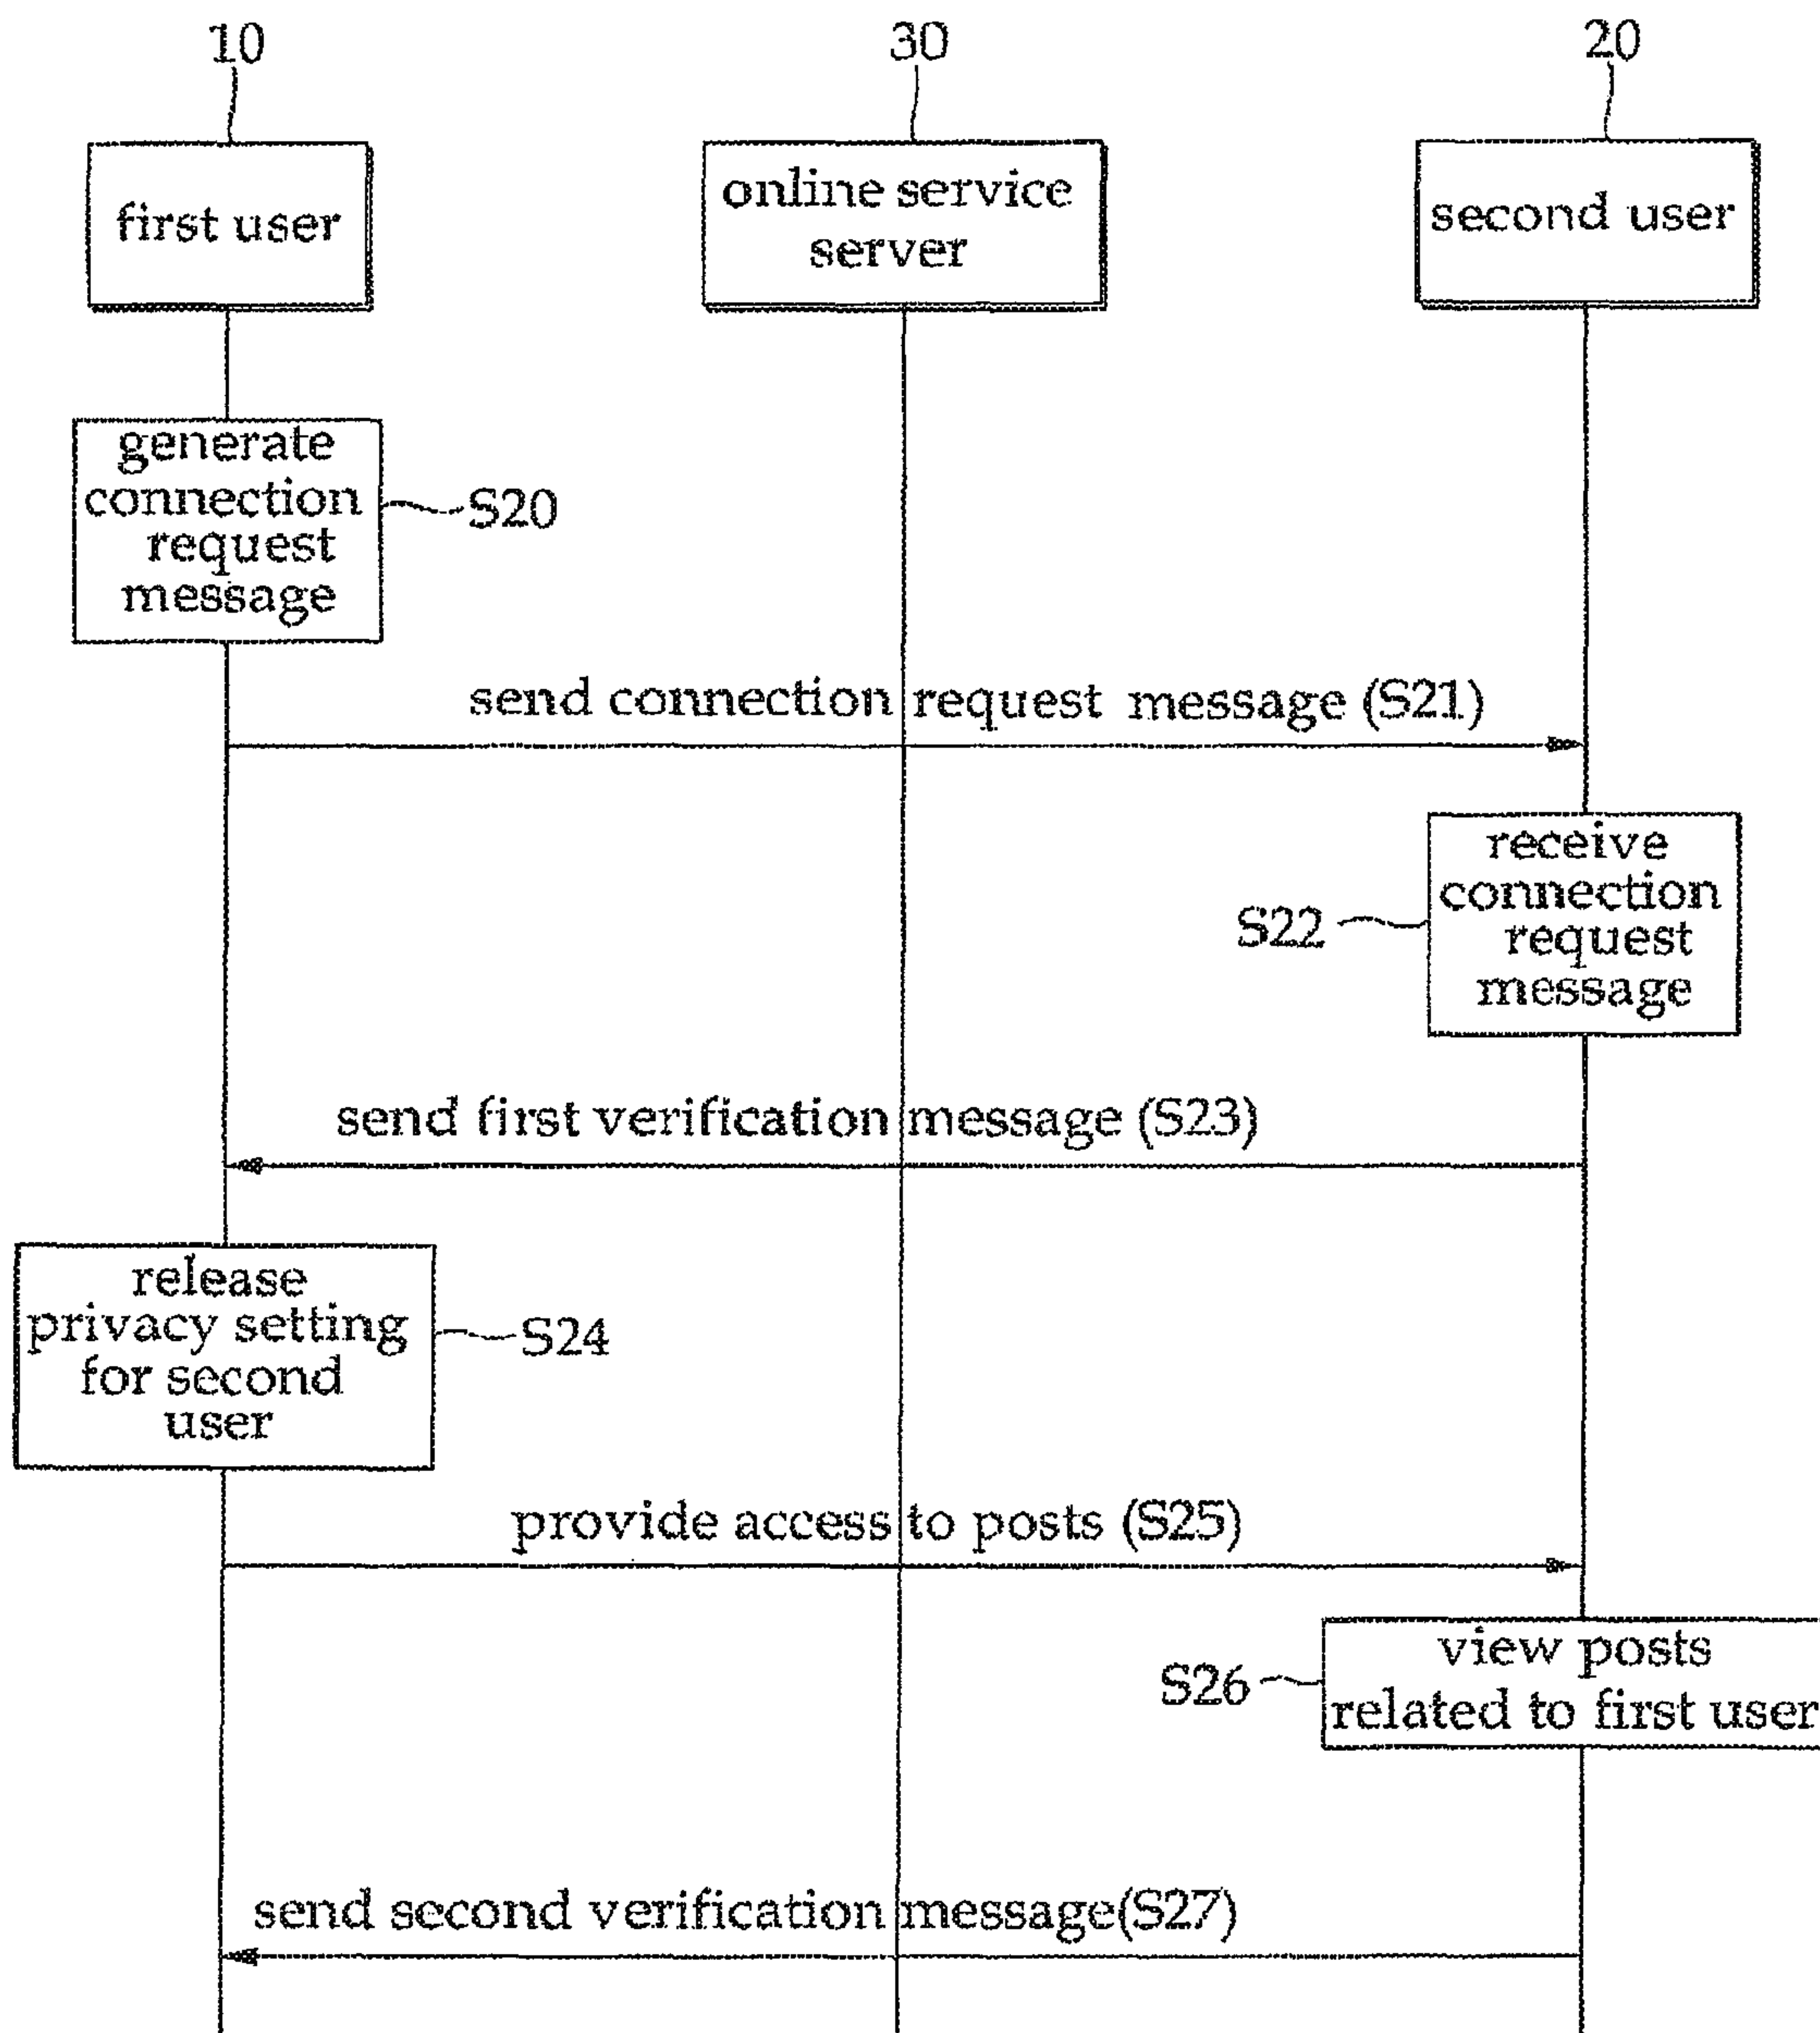 10
30
20
first user
online service
server
second user
generate
connection
request
message
S20
send connection request message (S21)
receive
connection
request
message
S22
send first verification message (S23)
release
privacy setting
for second
user
S24
provide access to posts (S25)
view posts
related to first user
S26
send second verification message(S27)